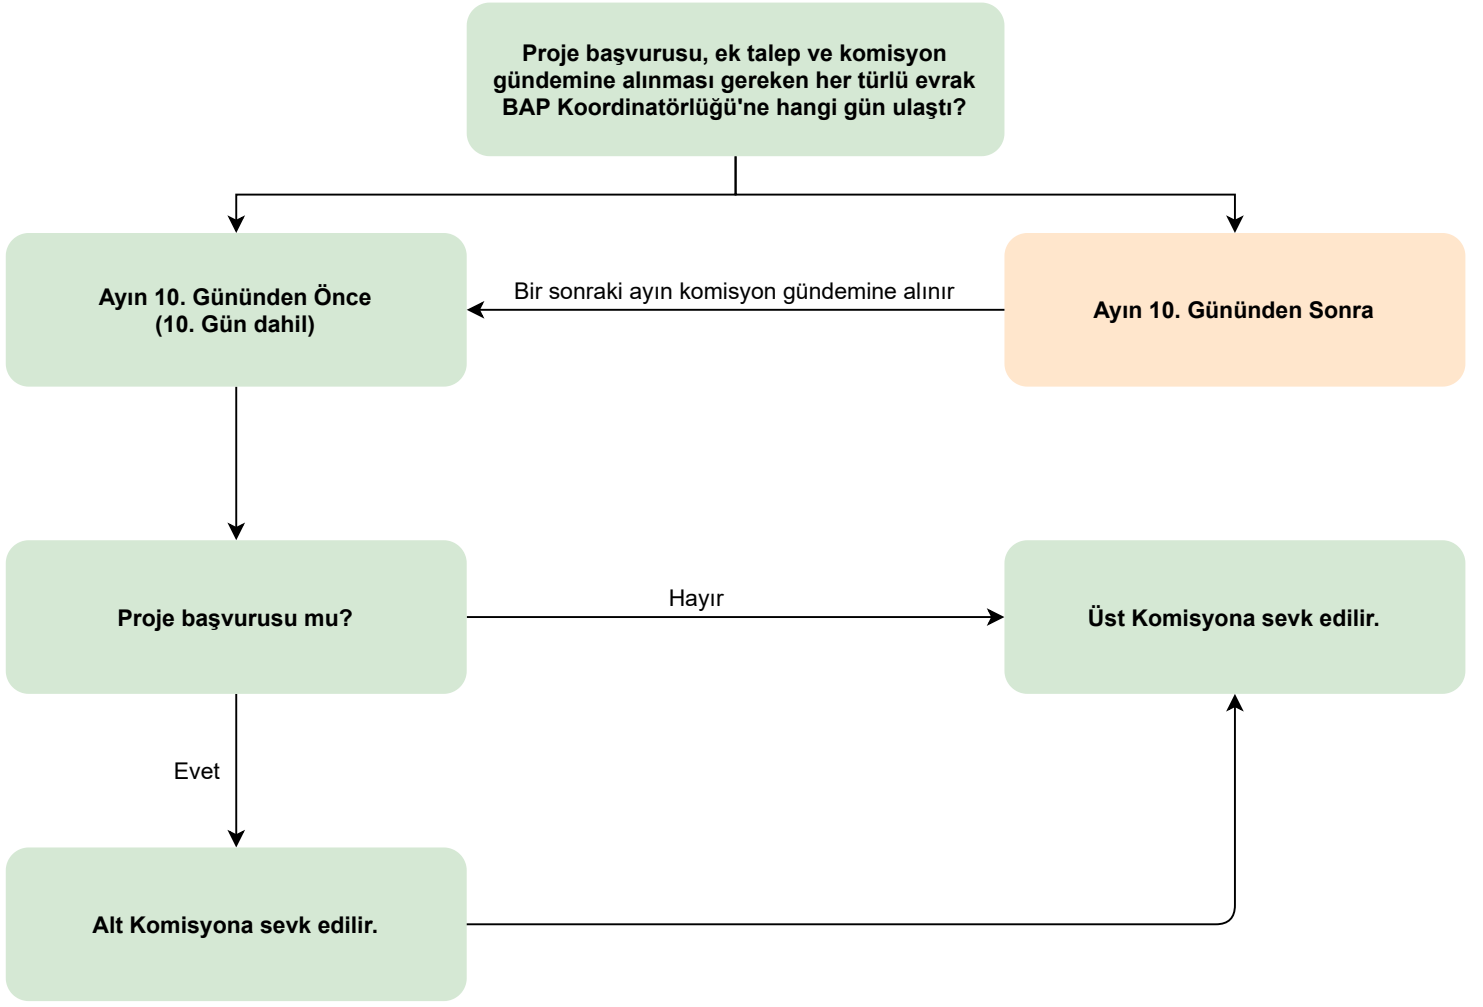 Proje başvurusu, ek talep ve komisyon
gündemine alınması gereken her türlü evrak
BAP Koordinatörlüğü'ne hangi gün ulaştı?
Ayın 10. Gününden Önce
(10. Gün dahil)
Bir sonraki ayın komisyon gündemine alınır
Ayın 10. Gününden Sonra
Proje başvurusu mu?
Hayır
Üst Komisyona sevk edilir.
Evet
Alt Komisyona sevk edilir.